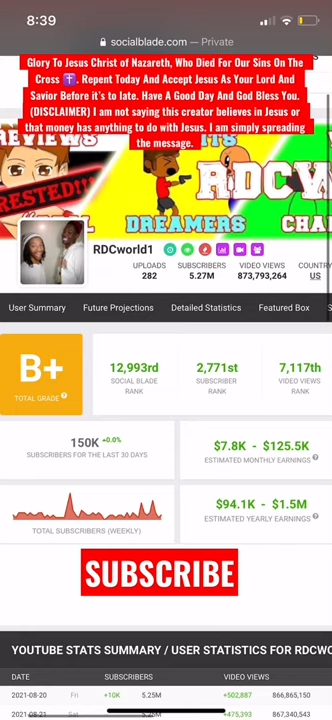 8:39
socialblade.com — Private
Glory To Jesus Christ of Nazareth, Who Died For Our Sins On The
Cross ✝️. Repent Today And Accept Jesus As Your Lord And
Savior Before it's to late. Have A Good Day And God Bless You.
(DISCLAIMER) I am not saying this creator believes in Jesus or
that money has anything to do with Jesus. I am simply spreading
the message.
RDCW
DREAMERS
RDCWorld1
UPLOADS SUBSCRIBERS VIDEO VIEWS COUNTRY
282 5.27M 873,793,264 US
User Summary Future Projections Detailed Statistics Featured Box
B+
TOTAL GRADE
12,993rd 2,771st 7,117th
SOCIAL BLADE SUBSCRIBER VIDEO VIEWS
RANK RANK RANK
150K +0.0%
SUBSCRIBERS FOR THE LAST 30 DAYS
$7.8K - $125.5K
ESTIMATED MONTHLY EARNINGS
$94.1K - $1.5M
ESTIMATED YEARLY EARNINGS
TOTAL SUBSCRIBERS (WEEKLY)
SUBSCRIBE
YOUTUBE STATS SUMMARY / USER STATISTICS FOR RDCWO
DATE SUBSCRIBERS VIDEO VIEWS
2021-08-20 Fri +10K 5.25M +502,887 866,865,150
2021-08-21 Sat 5.26M +475,393 867,340,543